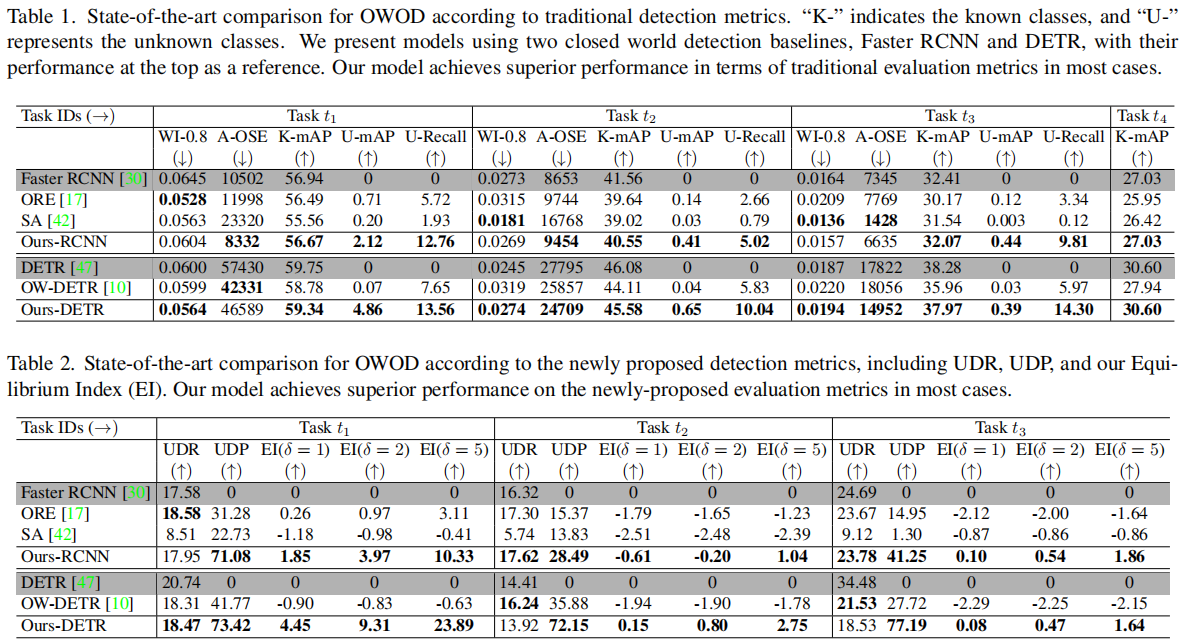 Table 1. State-of-the-art comparison for OWOD according to traditional detection metrics. “K-” indicates the known classes, and “U-”
represents the unknown classes. We present models using two closed world detection baselines, Faster RCNN and DETR, with their
performance at the top as a reference. Our model achieves superior performance in terms of traditional evaluation metrics in most cases.
Task IDs (→) Task t₁ Task t₂ Task t₃ Task t₄
WI-0.8 A-OSE K-mAP U-mAP U-Recall WI-0.8 A-OSE K-mAP U-mAP U-Recall WI-0.8 A-OSE K-mAP U-mAP U-Recall K-mAP
(↓) (↓) (↑) (↑) (↑) (↓) (↓) (↑) (↑) (↑) (↓) (↓) (↑) (↑) (↑) (↑)
Faster RCNN [30] 0.0645 10502 56.94 0 0 0.0273 8653 41.56 0 0 0.0164 7345 32.41 0 0 27.03
ORE [17] 0.0528 11998 56.49 0.71 5.72 0.0315 9744 39.64 0.14 2.66 0.0209 7769 30.17 0.12 3.34 25.95
SA [42] 0.0563 23320 55.56 0.20 1.93 0.0181 16768 39.02 0.03 0.79 0.0136 1428 31.54 0.003 0.12 26.42
Ours-RCNN 0.0604 8332 56.67 2.12 12.76 0.0269 9454 40.55 0.41 5.02 0.0157 6635 32.07 0.44 9.81 27.03
DETR [47] 0.0600 57430 59.75 0 0 0.0245 27795 46.08 0 0 0.0187 17822 38.28 0 0 30.60
OW-DETR [10] 0.0599 42331 58.78 0.07 7.65 0.0319 25857 44.11 0.04 5.83 0.0220 18056 35.96 0.03 5.97 27.94
Ours-DETR 0.0564 46589 59.34 4.86 13.56 0.0274 24709 45.58 0.65 10.04 0.0194 14952 37.97 0.39 14.30 30.60
Table 2. State-of-the-art comparison for OWOD according to the newly proposed detection metrics, including UDR, UDP, and our Equi-
librium Index (EI). Our model achieves superior performance on the newly-proposed evaluation metrics in most cases.
Task IDs (→) Task t₁ Task t₂ Task t₃
UDR UDP EI(δ = 1) EI(δ = 2) EI(δ = 5) UDR UDP EI(δ = 1) EI(δ = 2) EI(δ = 5) UDR UDP EI(δ = 1) EI(δ = 2) EI(δ = 5)
(↑) (↑) (↑) (↑) (↑) (↑) (↑) (↑) (↑) (↑) (↑) (↑) (↑) (↑) (↑)
Faster RCNN [30] 17.58 0 0 0 0 16.32 0 0 0 0 24.69 0 0 0 0
ORE [17] 18.58 31.28 0.26 0.97 3.11 17.30 15.37 -1.79 -1.65 -1.23 23.67 14.95 -2.12 -2.00 -1.64
SA [42] 8.51 22.73 -1.18 -0.98 -0.41 5.74 13.83 -2.51 -2.48 -2.39 9.12 1.30 -0.87 -0.86 -0.86
Ours-RCNN 17.95 71.08 1.85 3.97 10.33 17.62 28.49 -0.61 -0.20 1.04 23.78 41.25 0.10 0.54 1.86
DETR [47] 20.74 0 0 0 0 14.41 0 0 0 0 34.48 0 0 0 0
OW-DETR [10] 18.31 41.77 -0.90 -0.83 -0.63 16.24 35.88 -1.94 -1.90 -1.78 21.53 27.72 -2.29 -2.25 -2.15
Ours-DETR 18.47 73.42 4.45 9.31 23.89 13.92 72.15 0.15 0.80 2.75 18.53 77.19 0.08 0.47 1.64